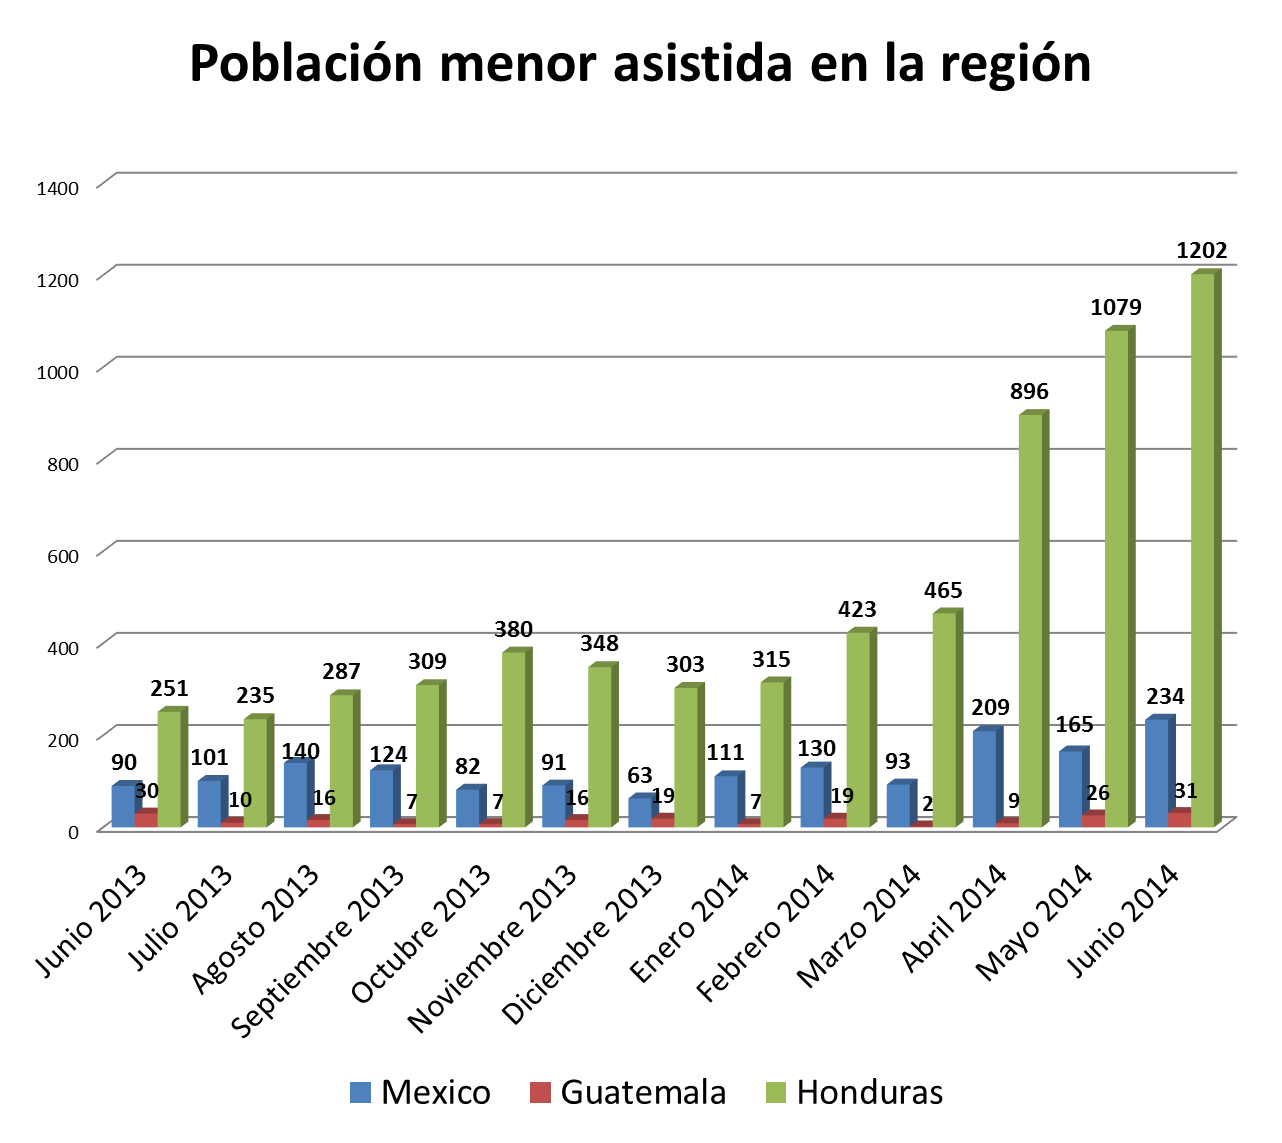 Población menor asistida en la región
1400
1200
1000
800
600
400
200
0
90 30 251
101 10 235
140 16 287
124 7 309
82 7 380
91 16 348
63 19 303
111 7 315
130 19 423
93 2 465
209 9 896
165 26 1079
234 31 1202
Junio 2013
Julio 2013
Agosto 2013
Septiembre 2013
Octubre 2013
Noviembre 2013
Diciembre 2013
Enero 2014
Febrero 2014
Marzo 2014
Abril 2014
Mayo 2014
Junio 2014
Mexico Guatemala Honduras